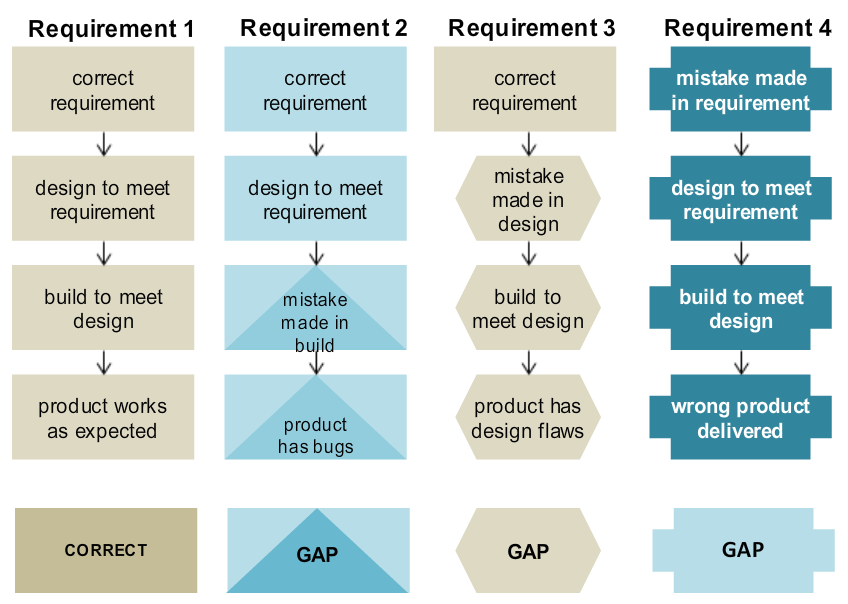 Requirement 1
Requirement 2
Requirement 3
Requirement 4
correct
requirement
correct
requirement
correct
requirement
mistake made
in requirement
design to meet
requirement
design to meet
requirement
mistake
made in
design
design to meet
requirement
build to meet
design
mistake
made in
build
build to
meet design
build to meet
design
product works
as expected
product
has bugs
product has
design flaws
wrong product
delivered
CORRECT
GAP
GAP
GAP